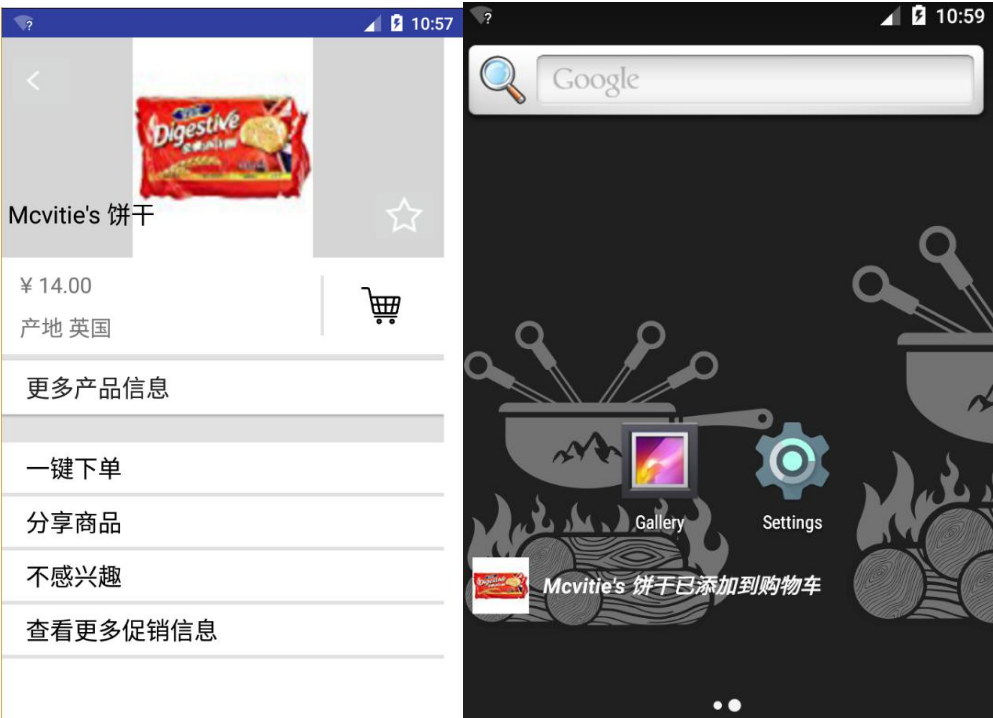 10:57
Digestive
Mcvitie's 饼干
¥ 14.00
产地 英国
更多产品信息
一键下单
分享商品
不感兴趣
查看更多促销信息
10:59
Google
Gallery
Settings
Mcvitie's 饼干已添加到购物车